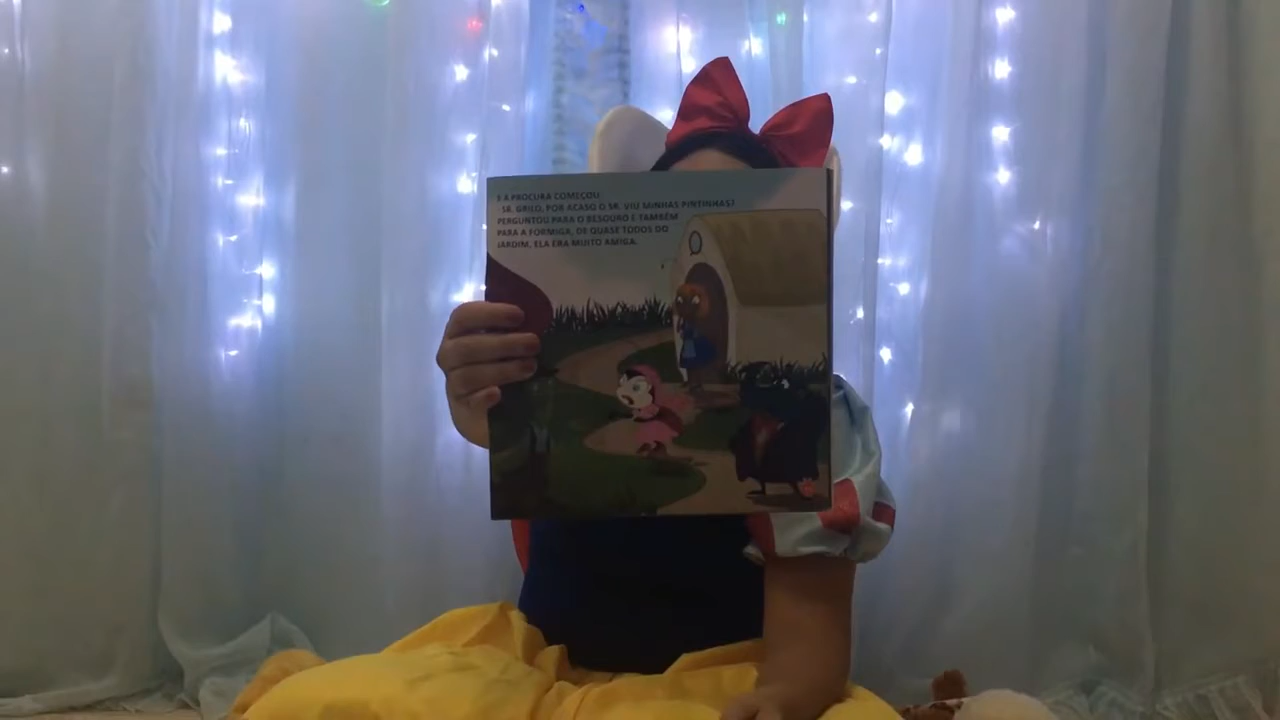 E A PROCURA COMEÇOU:
- SR. GRILO, POR ACASO O SR. VIU MINHAS PINTINHAS?
PERGUNTOU PARA O BESOURO E TAMBÉM
PARA A FORMIGA, DE QUASE TODOS DO
JARDIM, ELA ERA MUITO AMIGA.